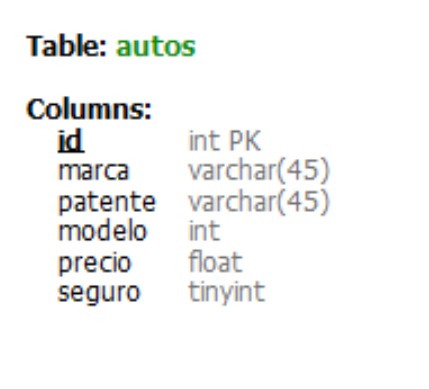 Table: autos
Columns:
id int PK
marca varchar(45)
patente varchar(45)
modelo int
precio float
seguro tinyint